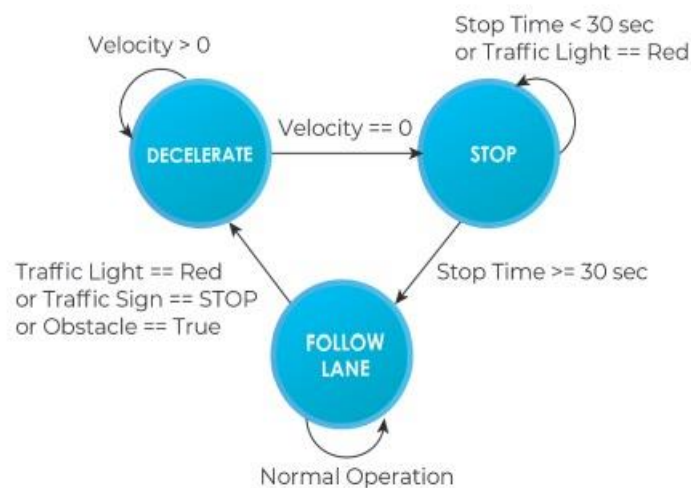 Velocity > 0
Stop Time < 30 sec
or Traffic Light == Red
DECELERATE
Velocity == 0
STOP
Traffic Light == Red
or Traffic Sign == STOP
or Obstacle == True
Stop Time >= 30 sec
FOLLOW
LANE
Normal Operation